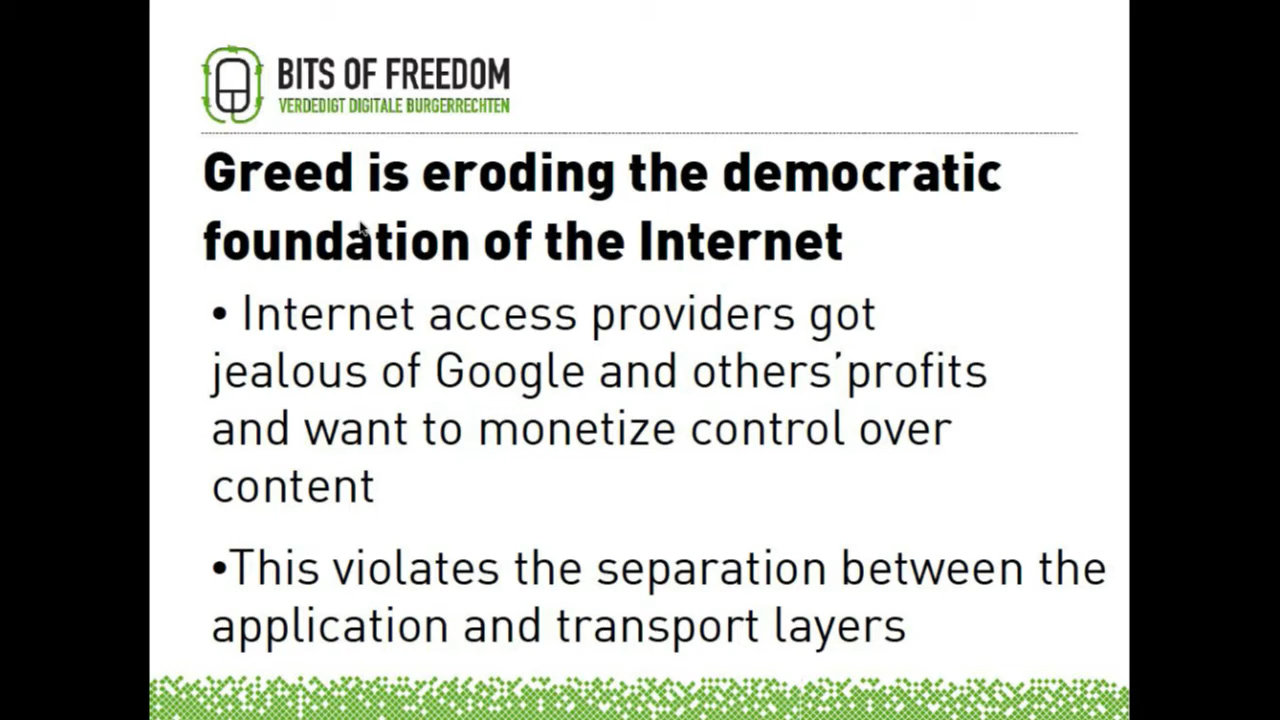 BITS OF FREEDOM
VERDEDIGT DIGITALE BURGERRECHTEN
Greed is eroding the democratic
foundation of the Internet
• Internet access providers got
jealous of Google and others’profits
and want to monetize control over
content
•This violates the separation between the
application and transport layers